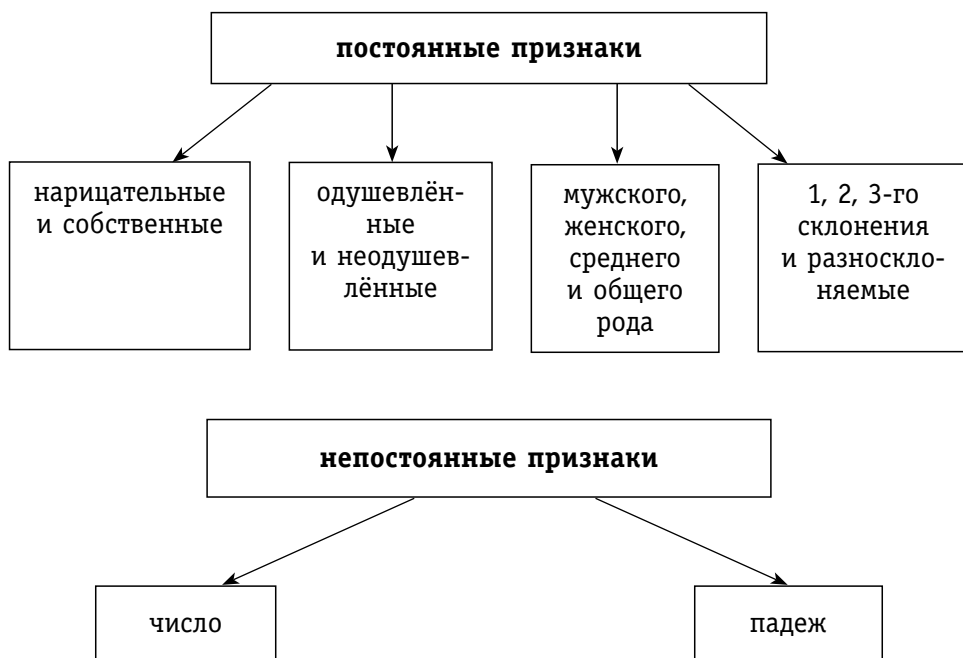 постоянные признаки
нарицательные
и собственные
одушевлён-
ные
и неодушев-
лённые
мужского,
женского,
среднего
и общего
рода
1, 2, 3-го
склонения
и разноскло-
няемые
непостоянные признаки
число
падеж